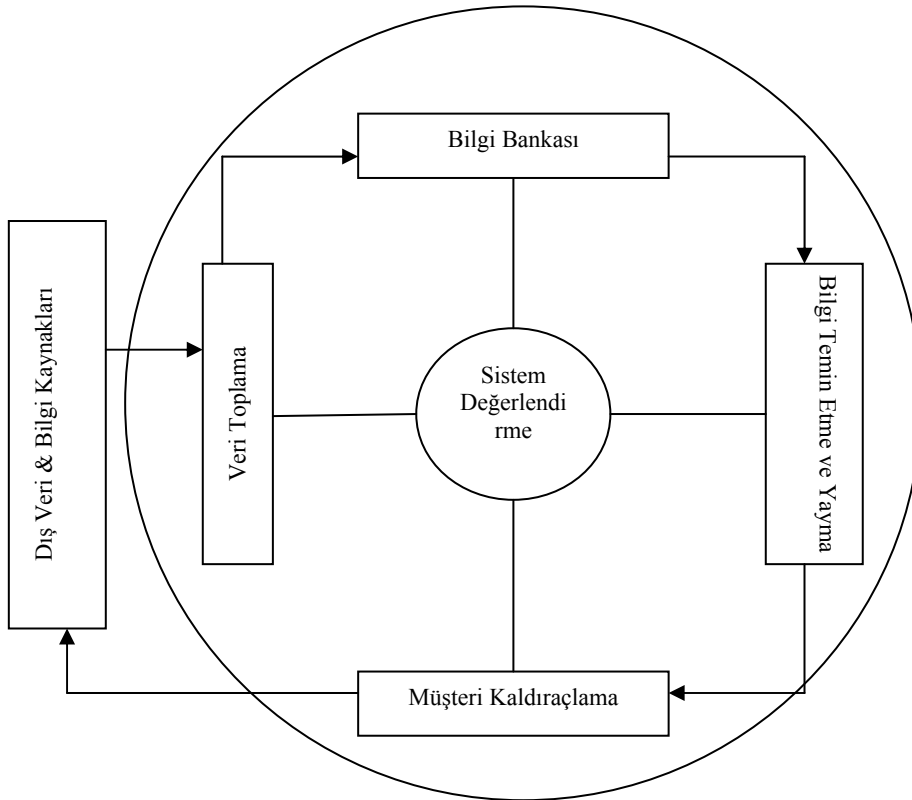 Bilgi Bankası
Dış Veri & Bilgi Kaynakları
Veri Toplama
Sistem
Değerlendi
rme
Bilgi Temin Etme ve Yayma
Müşteri Kaldıraçlama